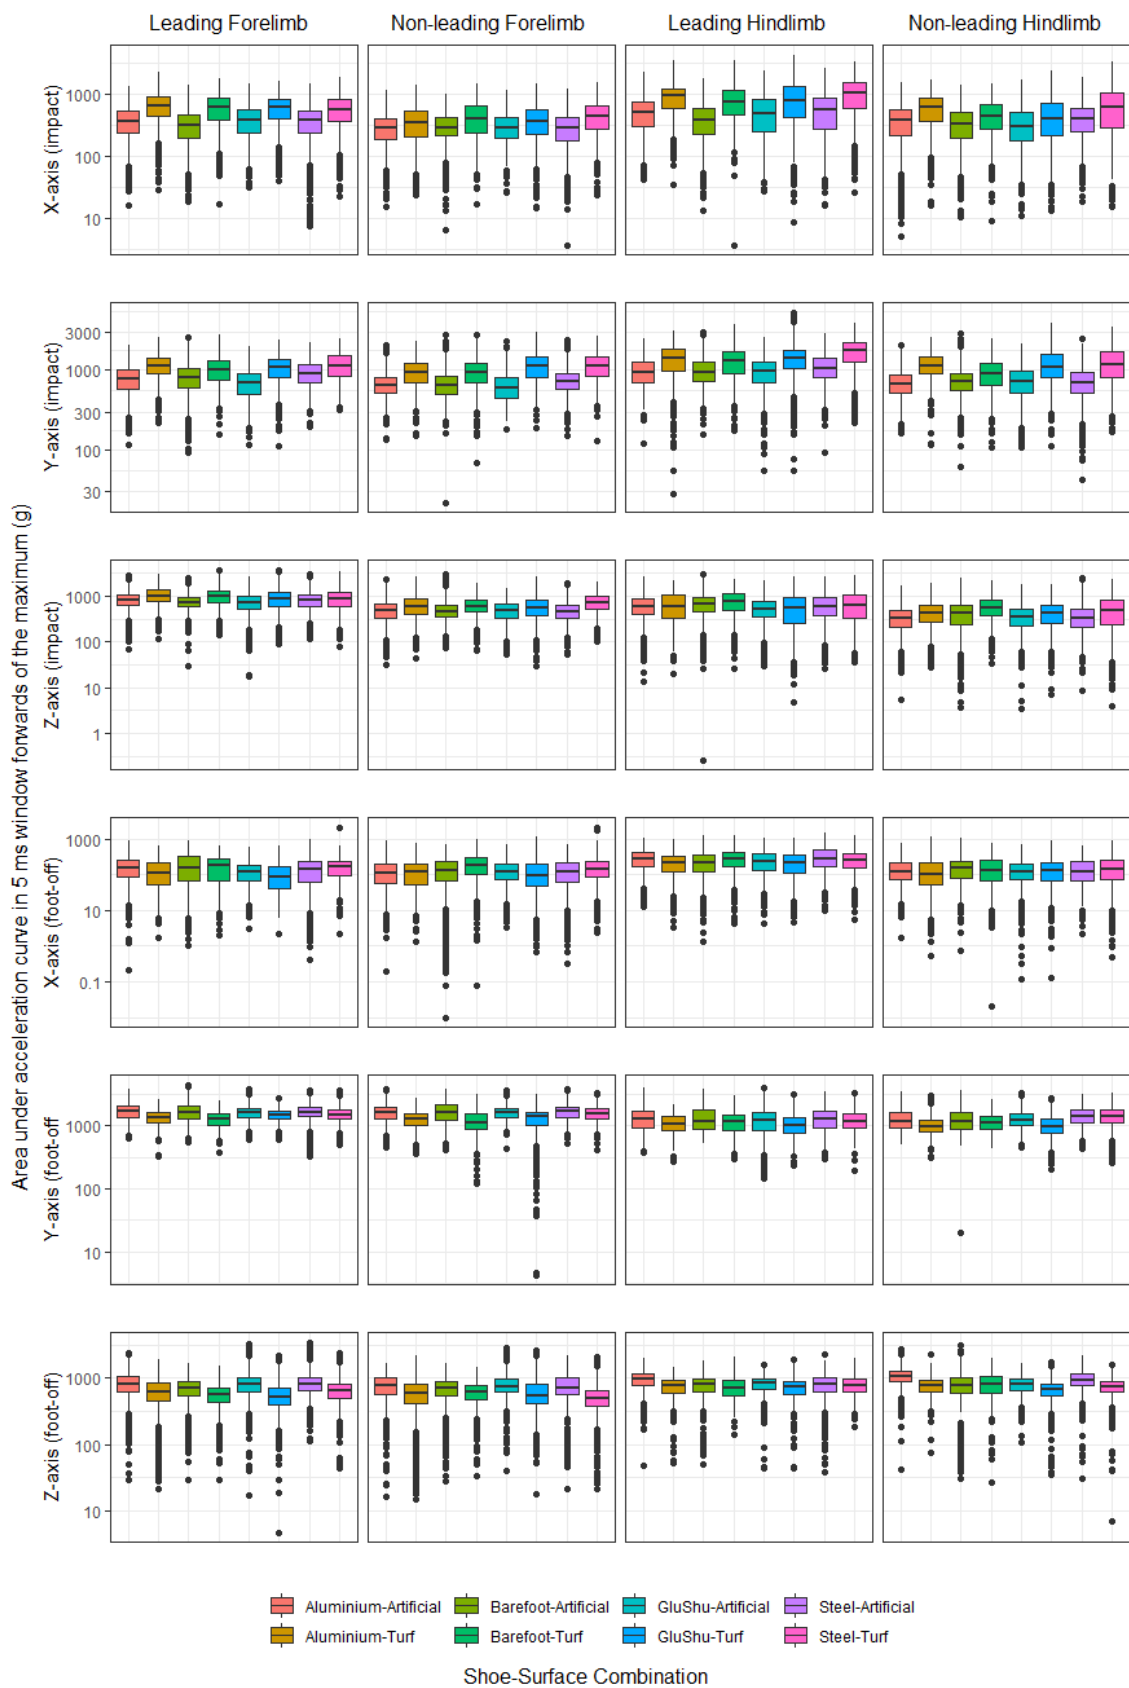 Leading Forelimb
Non-leading Forelimb
Leading Hindlimb
Non-leading Hindlimb
Area under acceleration curve in 5 ms window forwards of the maximum (g)
X-axis (impact)
1000
100
10
Y-axis (impact)
3000
1000
300
100
30
Z-axis (impact)
1000
100
10
1
X-axis (foot-off)
1000
10
0.1
Y-axis (foot-off
1000
100
10
Z-axis (foot-off)
1000
100
10
Aluminium-Artificial
Barefoot-Artificial
GluShu-Artificial
Steel-Artificial
Aluminium-Turf
Barefoot-Turf
GluShu-Turf
Steel-Turf
Shoe-Surface Combination